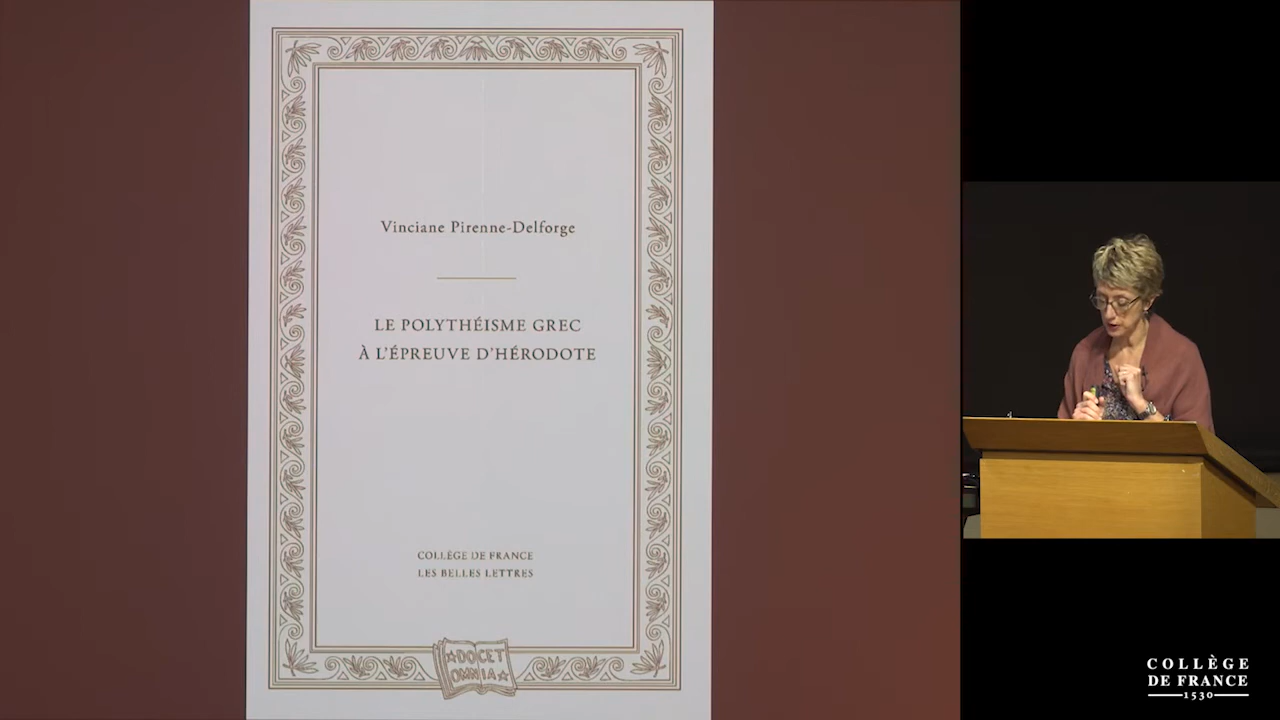 Vinciane Pirenne-Delforge
LE POLYTHÉISME GREC
À L'ÉPREUVE D'HÉRODOTE
COLLÈGE DE FRANCE
LES BELLES LETTRES
DOCET
OMNIA
COLLÈGE
DE FRANCE
1530